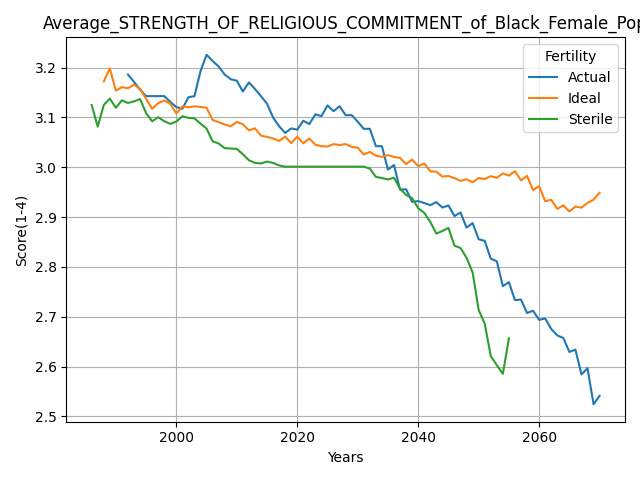 Average_STRENGTH_OF_RELIGIOUS_COMMITMENT_of_Black_Female_Pop
Fertility
Actual
Ideal
Sterile
Score(1-4)
3.2
3.1
3.0
2.9
2.8
2.7
2.6
2.5
2000 2020 2040 2060
Years